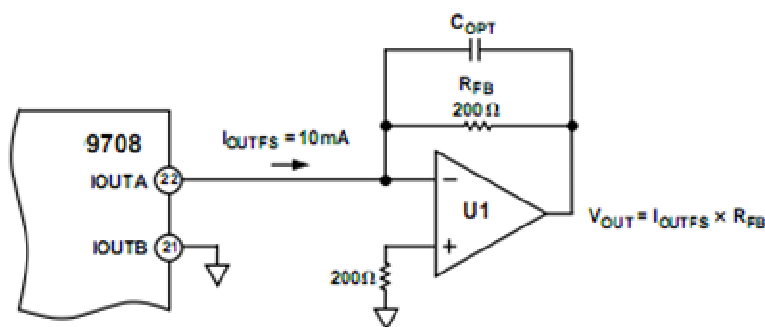 C_OPT
R_FB
200Ω
9708
I_OUTFS = 10mA
IOUTA 22
U1
−
+
V_OUT = I_OUTFS × R_FB
IOUTB 21
200Ω